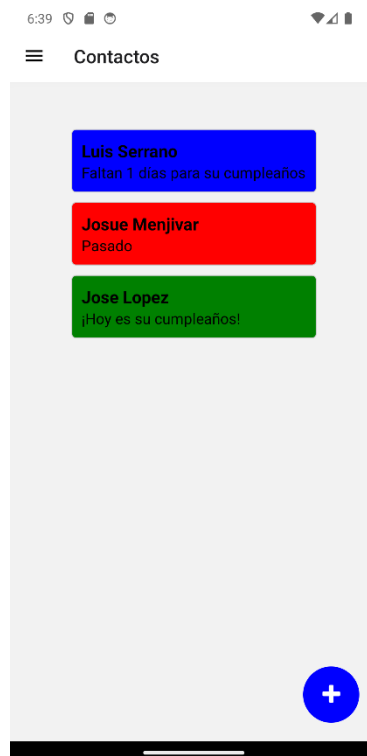 6:39
Contactos
Luis Serrano
Faltan 1 días para su cumpleaños
Josue Menjivar
Pasado
Jose Lopez
¡Hoy es su cumpleaños!